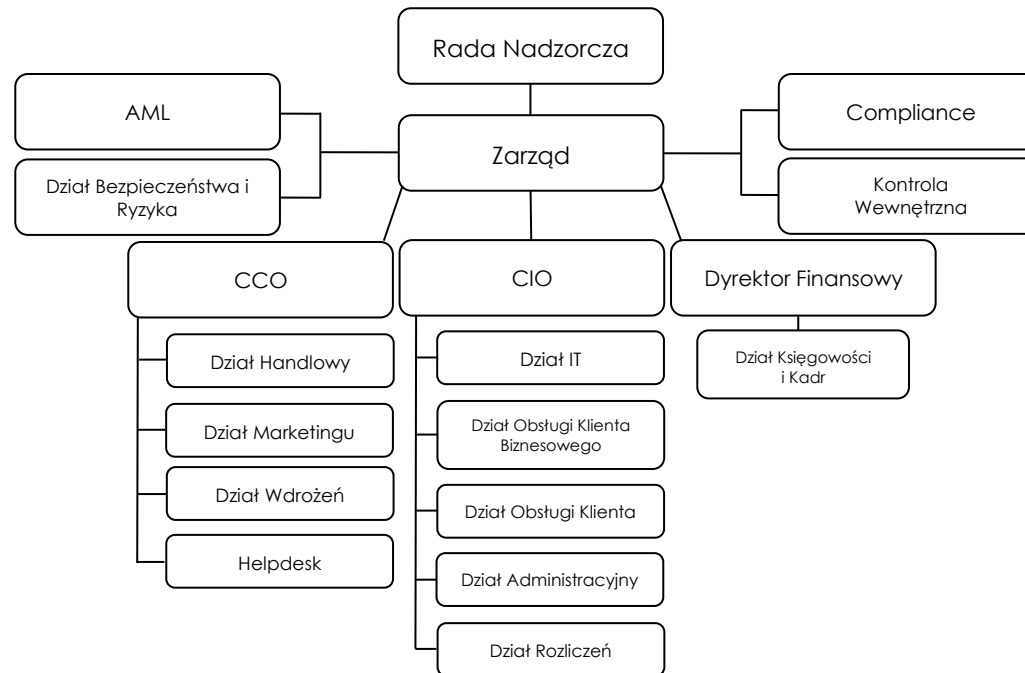 Rada Nadzorcza
AML
Compliance
Zarząd
Dział Bezpieczeństwa i
Ryzyka
Kontrola
Wewnętrzna
CCO
CIO
Dyrektor Finansowy
Dział Handlowy
Dział Marketingu
Dział Wdrożeń
Helpdesk
Dział IT
Dział Obsługi Klienta
Biznesowego
Dział Obsługi Klienta
Dział Administracyjny
Dział Rozliczeń
Dział Księgowości
i Kadr